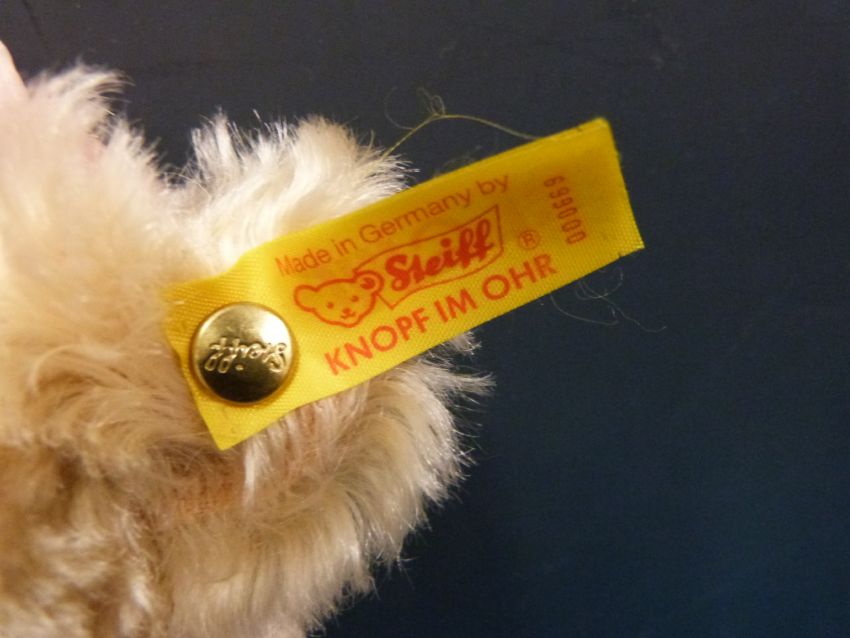 Made in Germany by
Steiff ®
KNOPF IM OHR
000669
Steiff